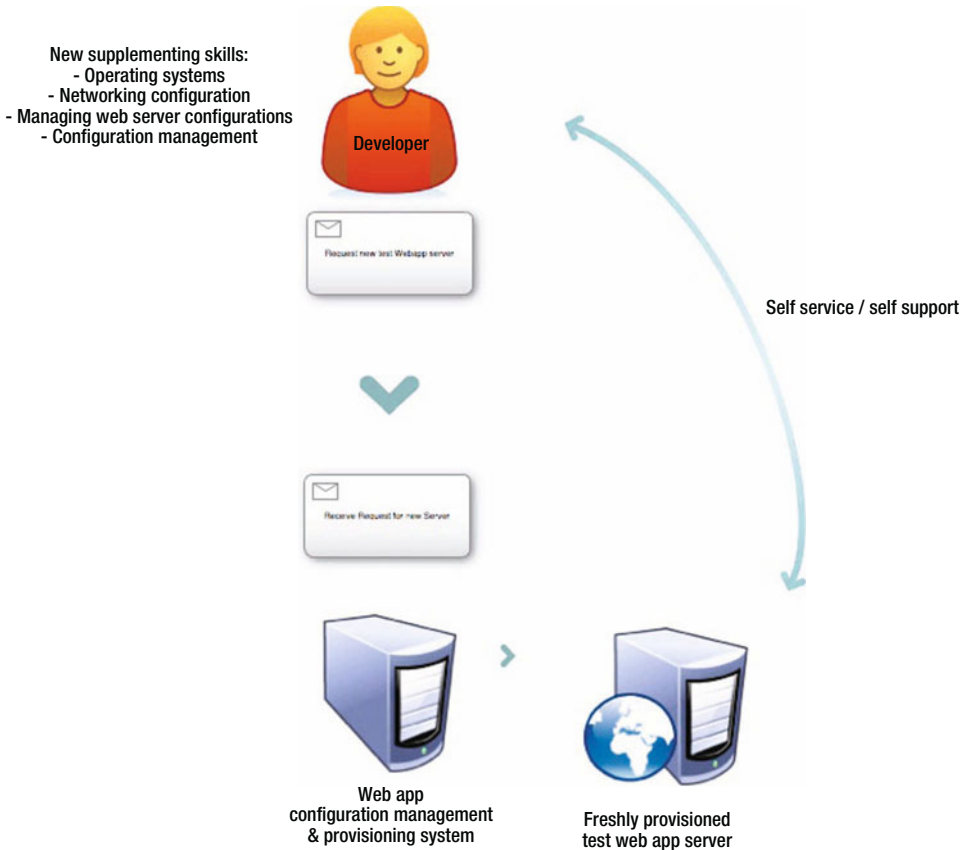 New supplementing skills:
- Operating systems
- Networking configuration
- Managing web server configurations
- Configuration management
Developer
Request new test Webapp server
Self service / self support
Receive Request for new Server
Web app
configuration management
& provisioning system
Freshly provisioned
test web app server